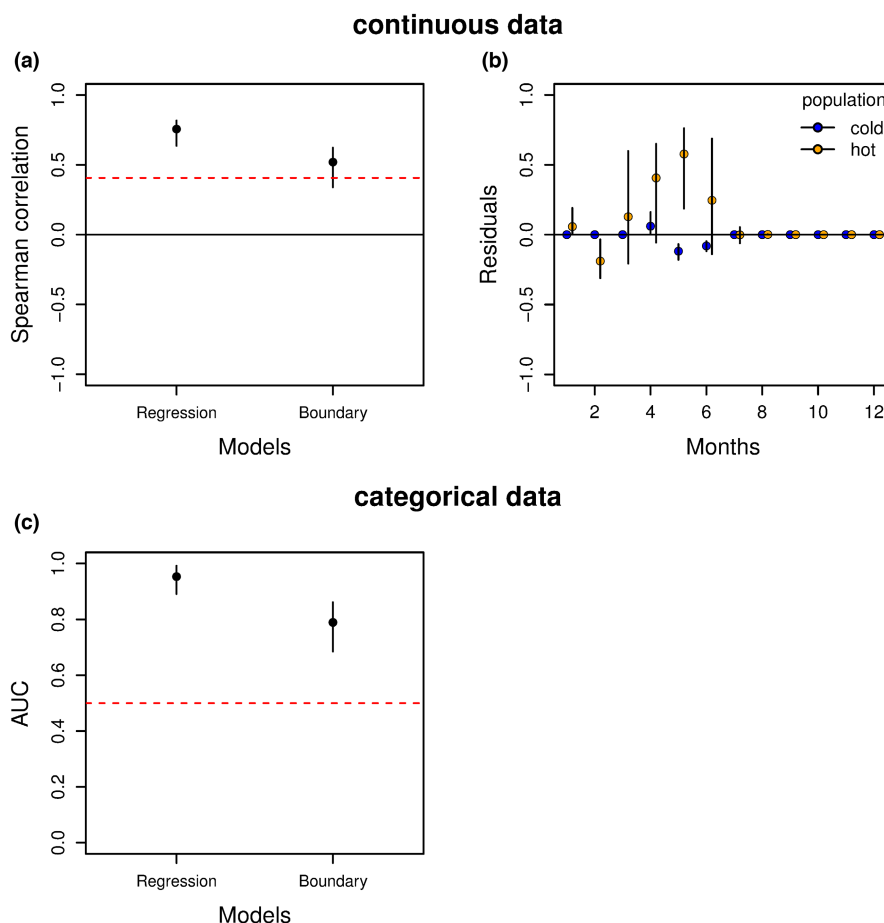 continuous data
(a)
Spearman correlation
1.0
0.5
0.0
−0.5
−1.0
Regression
Boundary
Models
(b)
Residuals
1.0
0.5
0.0
−0.5
−1.0
population
cold
hot
2
4
6
8
10
12
Months
categorical data
(c)
AUC
1.0
0.8
0.6
0.4
0.2
0.0
Regression
Boundary
Models